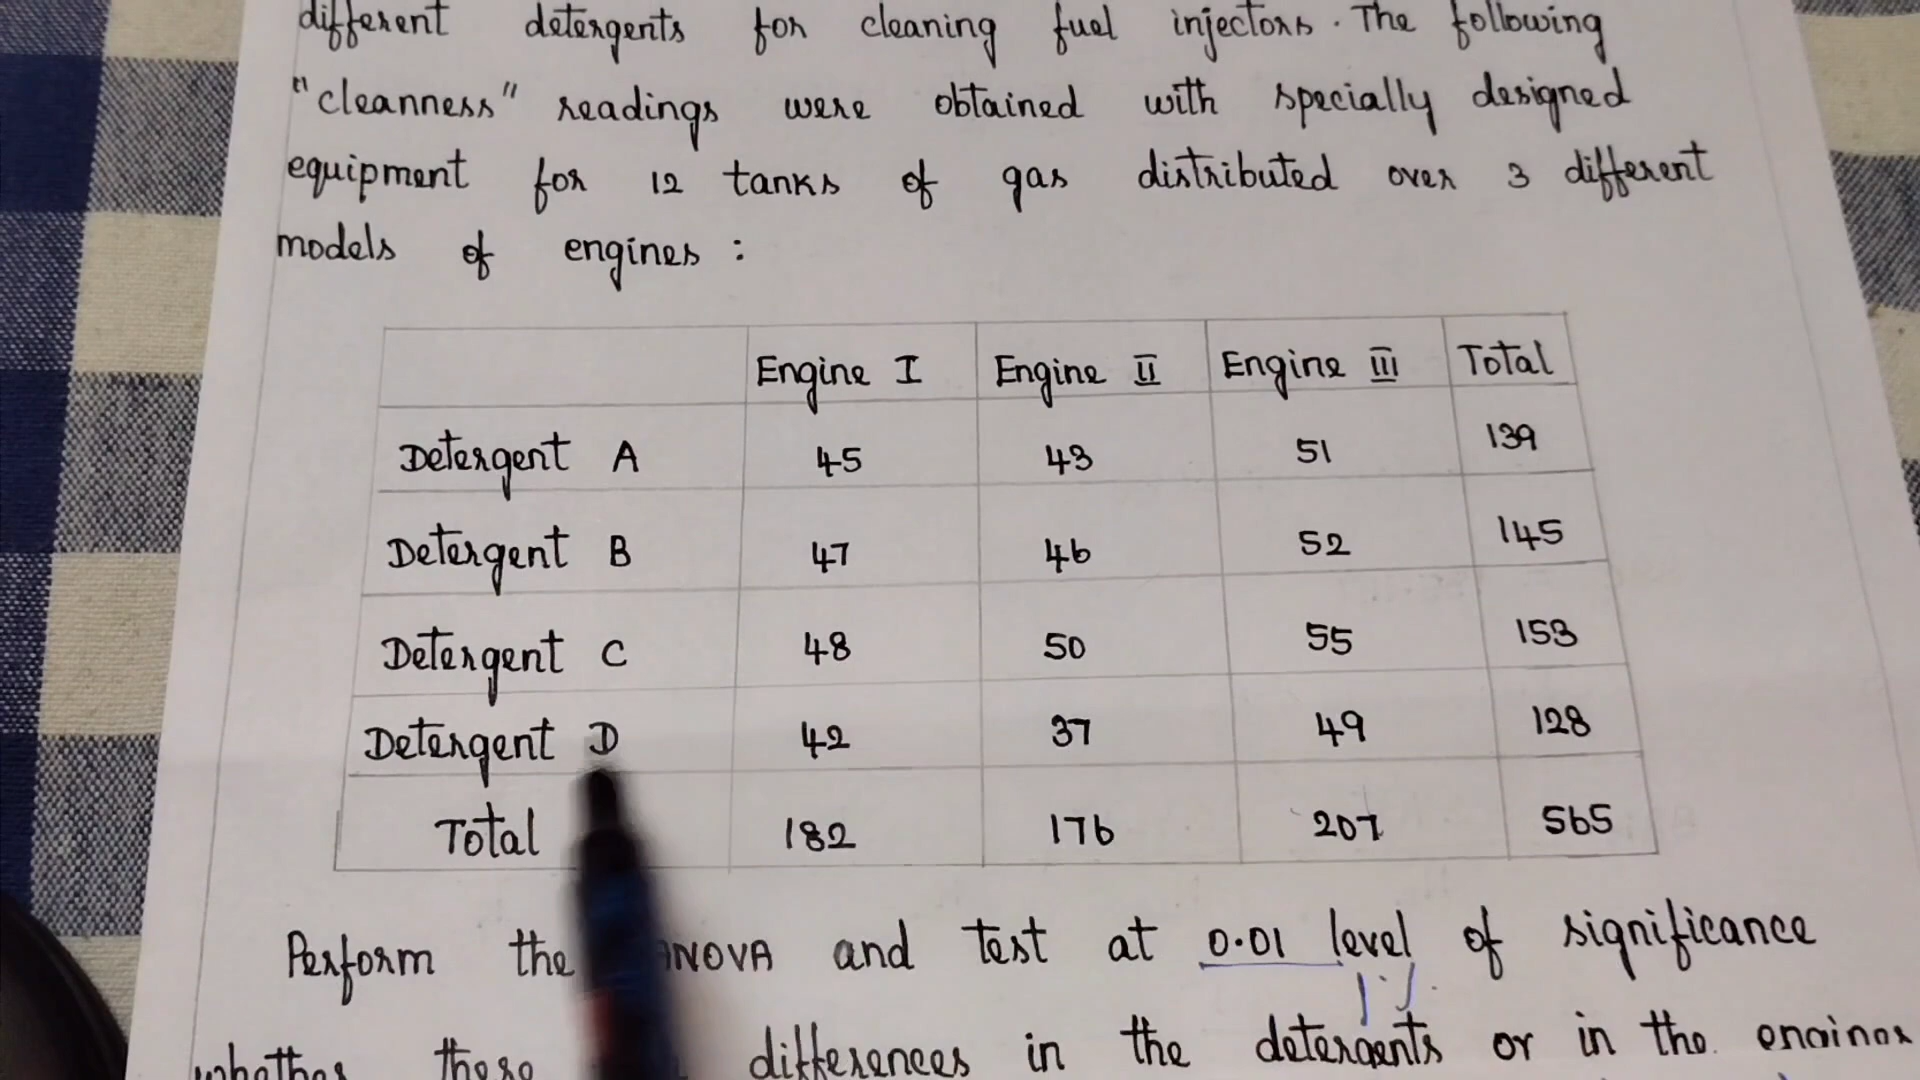 different detergents for cleaning fuel injectors. The following
"cleanness" readings were obtained with specially designed
equipment for 12 tanks of gas distributed over 3 different
models of engines :
Engine I Engine II Engine III Total
Detergent A 45 43 51 139
Detergent B 47 46 52 145
Detergent C 48 50 55 153
Detergent D 42 37 49 128
Total 182 176 207 565
Perform the and test at 0.01 level of significance
1%.
differences in the detergents or in the engines